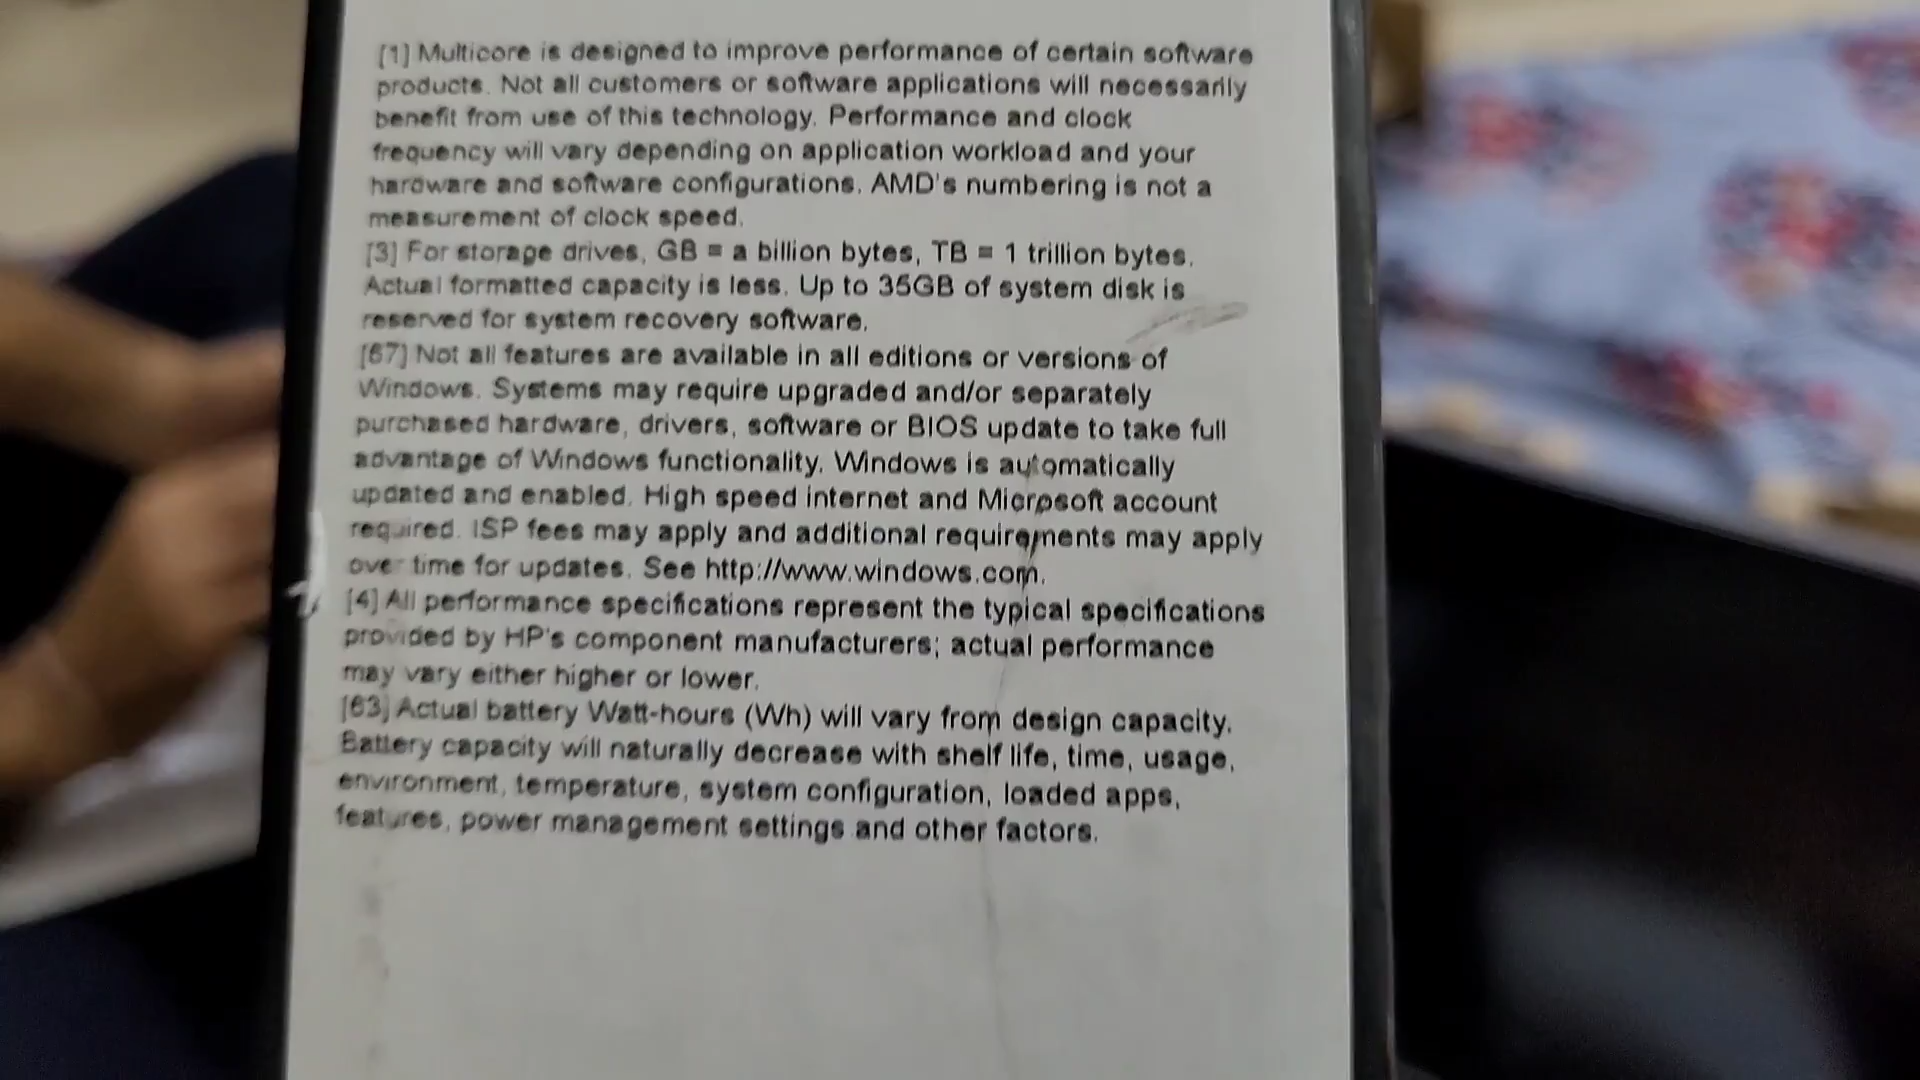 [1] Multicore is designed to improve performance of certain software
products. Not all customers or software applications will necessarily
benefit from use of this technology. Performance and clock
frequency will vary depending on application workload and your
hardware and software configurations. AMD's numbering is not a
measurement of clock speed.
[3] For storage drives, GB = a billion bytes, TB = 1 trillion bytes.
Actual formatted capacity is less. Up to 35GB of system disk is
reserved for system recovery software.
[67] Not all features are available in all editions or versions of
Windows. Systems may require upgraded and/or separately
purchased hardware, drivers, software or BIOS update to take full
advantage of Windows functionality. Windows is automatically
updated and enabled. High speed internet and Microsoft account
required. ISP fees may apply and additional requirements may apply
over time for updates. See http://www.windows.com.
[4] All performance specifications represent the typical specifications
provided by HP's component manufacturers; actual performance
may vary either higher or lower.
[63] Actual battery Watt-hours (Wh) will vary from design capacity.
Battery capacity will naturally decrease with shelf life, time, usage,
environment, temperature, system configuration, loaded apps,
features, power management settings and other factors.